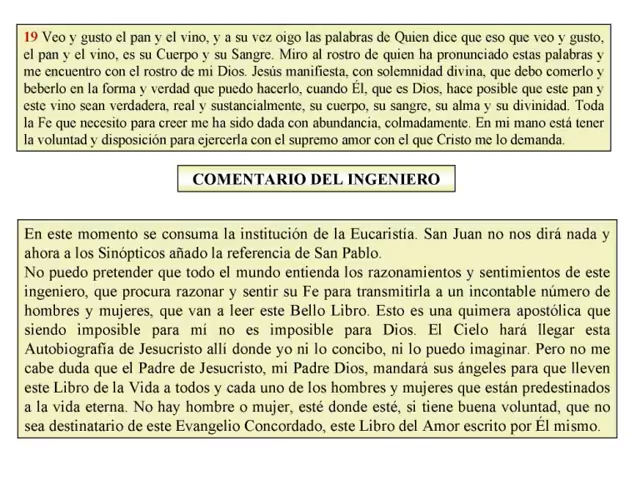 19 Veo y gusto el pan y el vino, y a su vez oigo las palabras de Quien dice que eso que veo y gusto,
el pan y el vino, es su Cuerpo y su Sangre. Miro al rostro de quien ha pronunciado estas palabras y
me encuentro con el rostro de mi Dios. Jesús manifiesta, con solemnidad divina, que debo comerlo y
beberlo en la forma y verdad que puedo hacerlo, cuando Él, que es Dios, hace posible que este pan y
este vino sean verdadera, real y sustancialmente, su cuerpo, su sangre, su alma y su divinidad. Toda
la Fe que necesito para creer me ha sido dada con abundancia, colmadamente. En mi mano está tener
la voluntad y disposición para ejercerla con el supremo amor con el que Cristo me lo demanda.
COMENTARIO DEL INGENIERO
En este momento se consuma la institución de la Eucaristía. San Juan no nos dirá nada y
ahora a los Sinópticos añado la referencia de San Pablo.
No puedo pretender que todo el mundo entienda los razonamientos y sentimientos de este
ingeniero, que procura razonar y sentir su Fe para transmitirla a un incontable número de
hombres y mujeres, que van a leer este Bello Libro. Esto es una quimera apostólica que
siendo imposible para mí no es imposible para Dios. El Cielo hará llegar esta
Autobiografía de Jesucristo allí donde yo ni lo concibo, ni lo puedo imaginar. Pero no me
cabe duda que el Padre de Jesucristo, mi Padre Dios, mandará sus ángeles para que lleven
este Libro de la Vida a todos y cada uno de los hombres y mujeres que están predestinados
a la vida eterna. No hay hombre o mujer, esté donde esté, si tiene buena voluntad, que no
sea destinatario de este Evangelio Concordado, este Libro del Amor escrito por Él mismo.